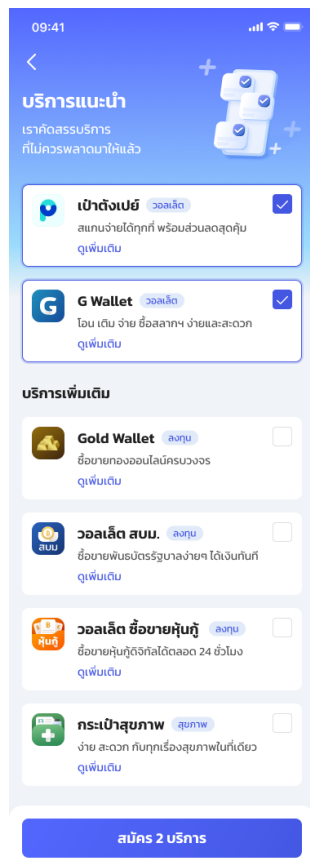 09:41
บริการแนะนำ
เราคัดสรรบริการ
ที่ไม่ควรพลาดมาให้แล้ว
เป๋าตังเปย์ วอลเล็ต
สแกนจ่ายได้ทุกที่ พร้อมส่วนลดสุดคุ้ม
ดูเพิ่มเติม
G
G Wallet วอลเล็ต
โอน เติม จ่าย ซื้อสลากฯ ง่ายและสะดวก
ดูเพิ่มเติม
บริการเพิ่มเติม
Gold Wallet ลงทุน
ซื้อขายทองออนไลน์ครบวงจร
ดูเพิ่มเติม
สบม
วอลเล็ต สบม. ลงทุน
ซื้อขายพันธบัตรรัฐบาลง่ายๆ ได้เงินทันที
ดูเพิ่มเติม
หุ้นกู้
วอลเล็ต ซื้อขายหุ้นกู้ ลงทุน
ซื้อขายหุ้นกู้ดิจิทัลได้ตลอด 24 ชั่วโมง
ดูเพิ่มเติม
กระเป๋าสุขภาพ สุขภาพ
ง่าย สะดวก กับทุกเรื่องสุขภาพในที่เดียว
ดูเพิ่มเติม
สมัคร 2 บริการ